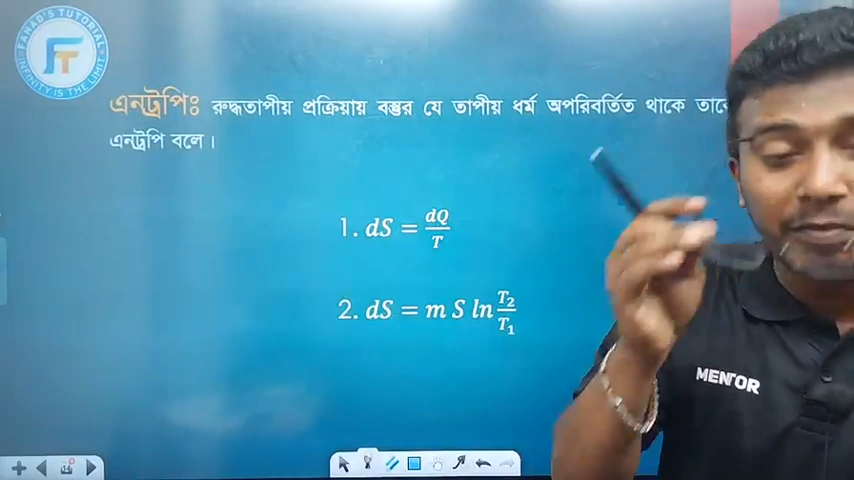 FAHAD'S TUTORIAL
FT
INFINITY IS THE LIMIT
এনট্রপিঃ রুদ্ধতাপীয় প্রক্রিয়ায় বস্তুর যে তাপীয় ধর্ম অপরিবর্তিত থাকে
এনট্রপি বলে।
1. dS = dQ/T
2. dS = m S ln T₂/T₁
MENTOR